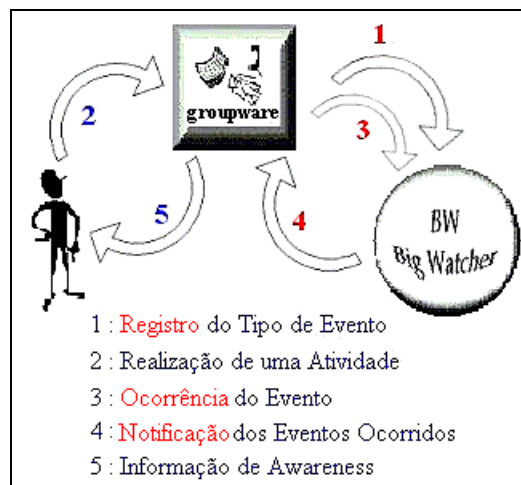 1
2
groupware
3
5
4
BW
Big Watcher
1 : Registro do Tipo de Evento
2 : Realização de uma Atividade
3 : Ocorrência do Evento
4 : Notificação dos Eventos Ocorridos
5 : Informação de Awareness